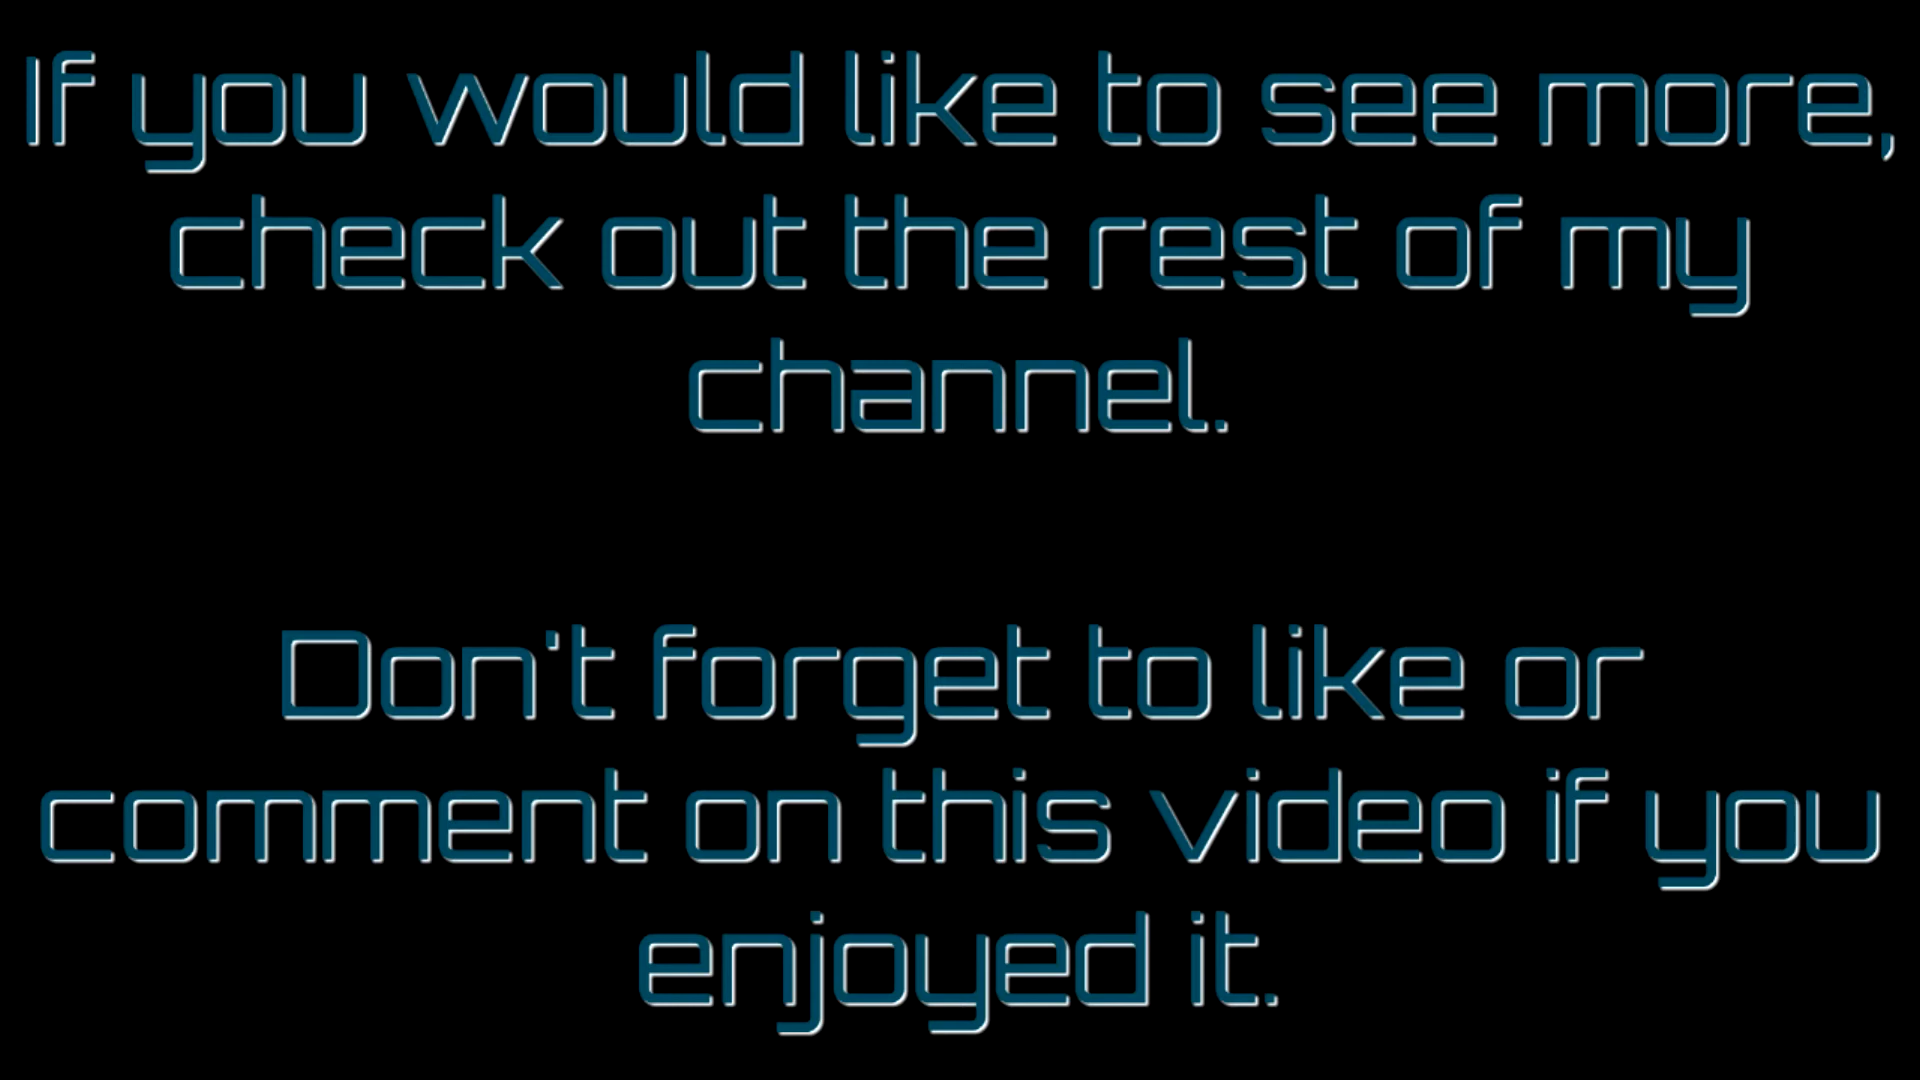 If you would like to see more,
check out the rest of my
channel.
Don't forget to like or
comment on this video if you
enjoyed it.